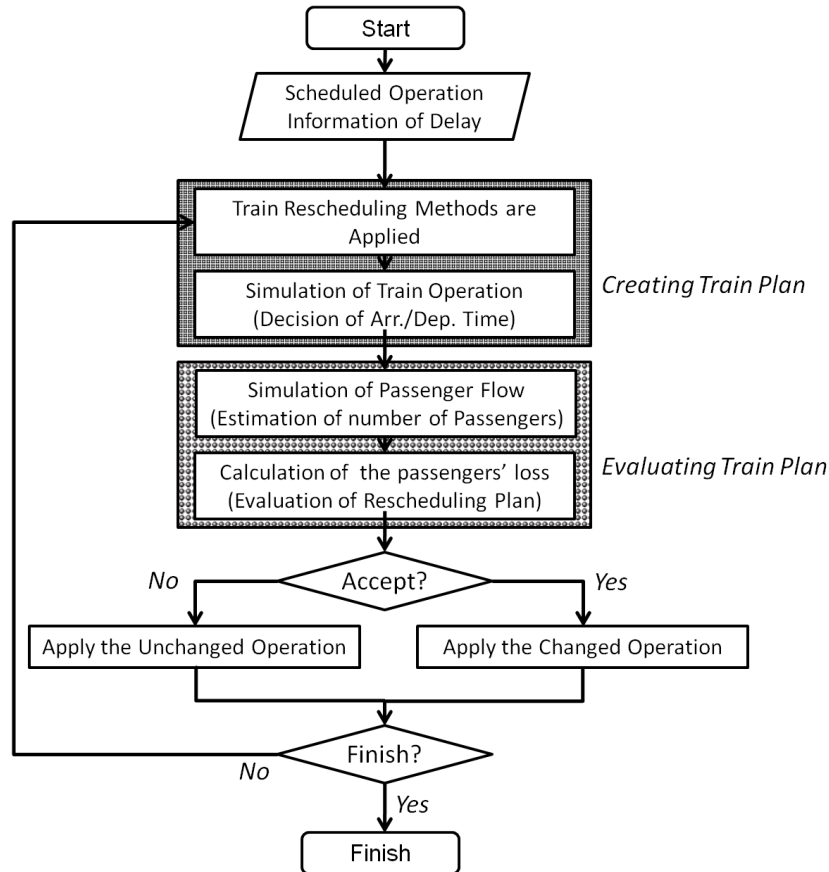 Start
Scheduled Operation
Information of Delay
Train Rescheduling Methods are
Applied
Simulation of Train Operation
(Decision of Arr./Dep. Time)
Creating Train Plan
Simulation of Passenger Flow
(Estimation of number of Passengers)
Calculation of the passengers’ loss
(Evaluation of Rescheduling Plan)
Evaluating Train Plan
Accept?
No
Yes
Apply the Unchanged Operation
Apply the Changed Operation
Finish?
No
Yes
Finish